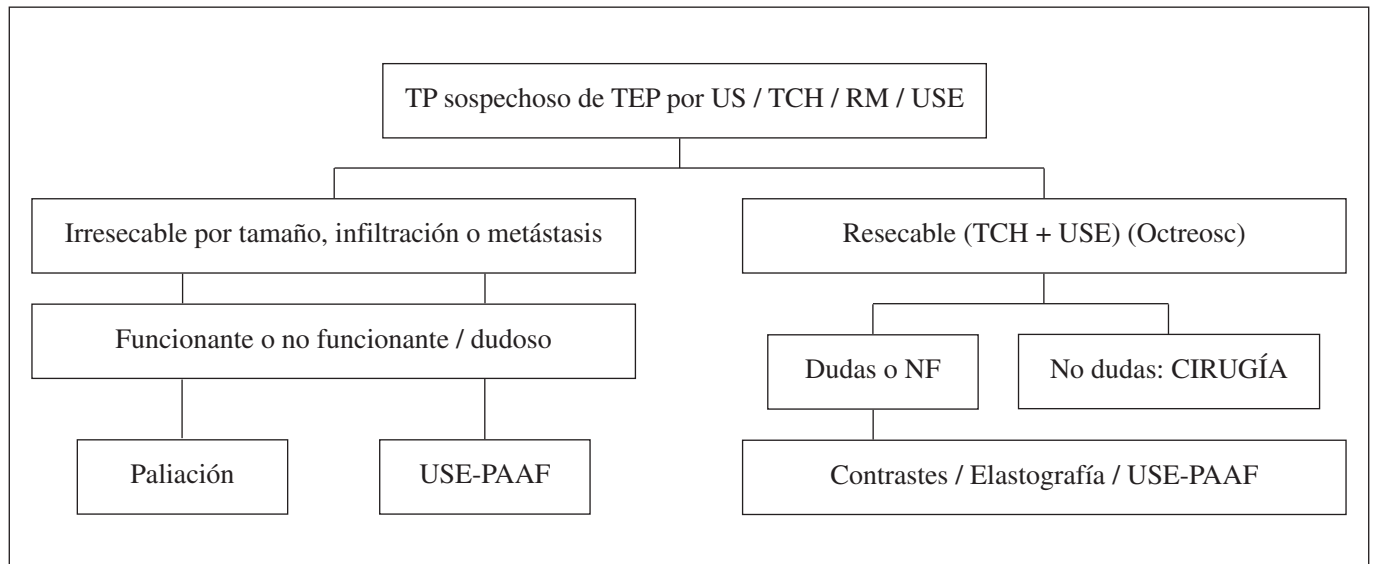 TP sospechoso de TEP por US / TCH / RM / USE
Irresecable por tamaño, infiltración o metástasis
Resecable (TCH + USE) (Octreosc)
Funcionante o no funcionante / dudoso
Dudas o NF
No dudas: CIRUGÍA
Paliación
USE-PAAF
Contrastes / Elastografía / USE-PAAF